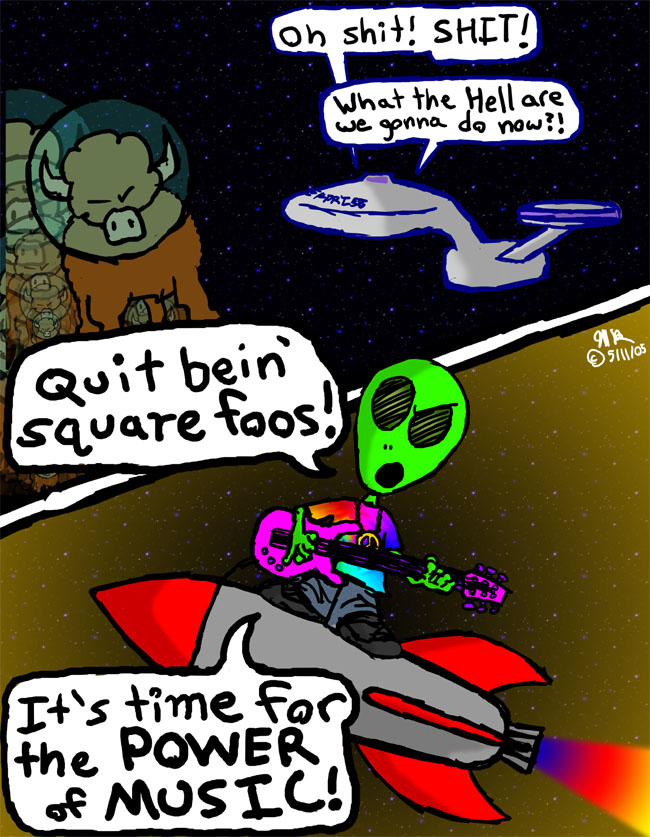 Oh shit! SHIT!
What the Hell are
we gonna do now?!
Quit bein'
square foos!
© 5/11/05
It's time for
the POWER
of MUSIC!